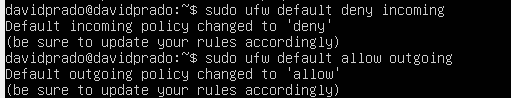 davidprado@davidprado:~$ sudo ufw default deny incoming
Default incoming policy changed to 'deny'
(be sure to update your rules accordingly)
davidprado@davidprado:~$ sudo ufw default allow outgoing
Default outgoing policy changed to 'allow'
(be sure to update your rules accordingly)